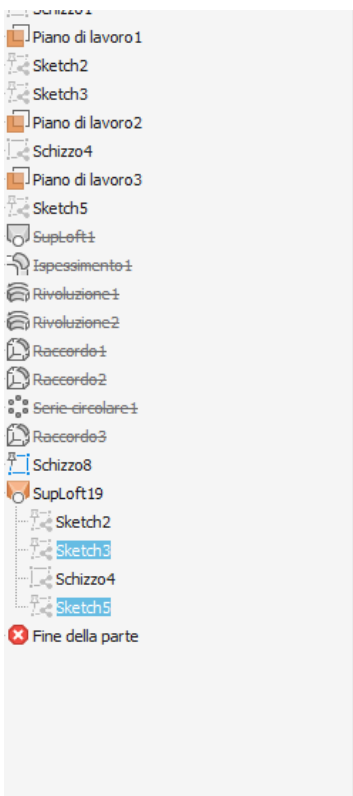 Schizzo1
Piano di lavoro1
Sketch2
Sketch3
Piano di lavoro2
Schizzo4
Piano di lavoro3
Sketch5
SupLoft1
Ispessimento1
Rivoluzione1
Rivoluzione2
Raccordo1
Raccordo2
Serie circolare1
Raccordo3
Schizzo8
SupLoft19
Sketch2
Sketch3
Schizzo4
Sketch5
Fine della parte